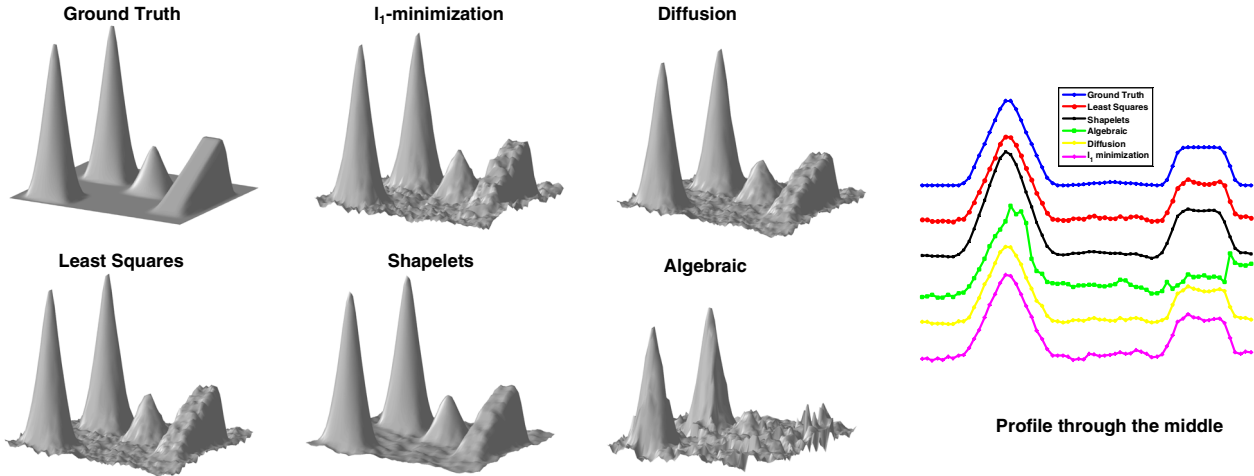 Ground Truth
l₁-minimization
Diffusion
Least Squares
Shapelets
Algebraic
Ground Truth
Least Squares
Shapelets
Algebraic
Diffusion
l₁ minimization
Profile through the middle